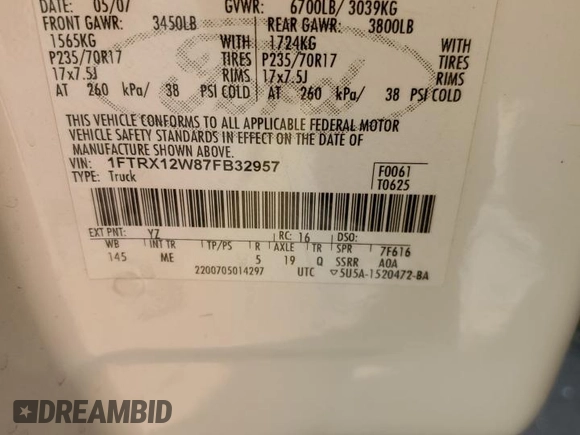 DATE: 05/07 GVWR: 6700LB/ 3039KG
FRONT GAWR: 3450LB REAR GAWR: 3800LB
1565KG 1724KG
P235/70R17 TIRES P235/70R17 TIRES
17x7.5J RIMS 17x7.5J RIMS
AT 260 kPa/ 38 PSI COLD AT 260 kPa/ 38 PSI COLD
Ford
THIS VEHICLE CONFORMS TO ALL APPLICABLE FEDERAL MOTOR
VEHICLE SAFETY STANDARDS IN EFFECT ON THE DATE OF
MANUFACTURE SHOWN ABOVE.
VIN: 1FTRX12W87FB32957 F0061
TYPE: Truck T0625
EXT PNT: YZ RC: 16 DSO:
WB INT TR TP/PS R AXLE TR SPR 7F616
145 ME 5 19 Q SSRR A0A
2200705014297 UTC ▽5U5A-1520472-BA
DREAMBID